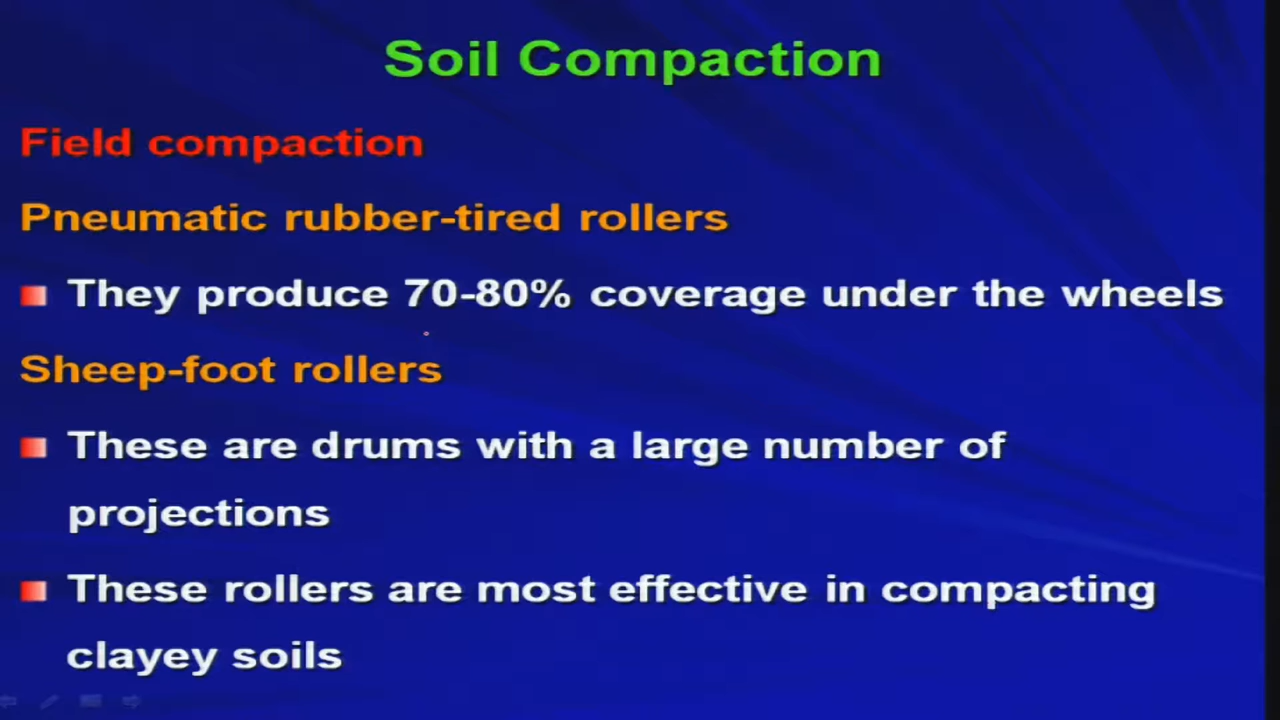 Soil Compaction
Field compaction
Pneumatic rubber-tired rollers
They produce 70-80% coverage under the wheels
Sheep-foot rollers
These are drums with a large number of
projections
These rollers are most effective in compacting
clayey soils